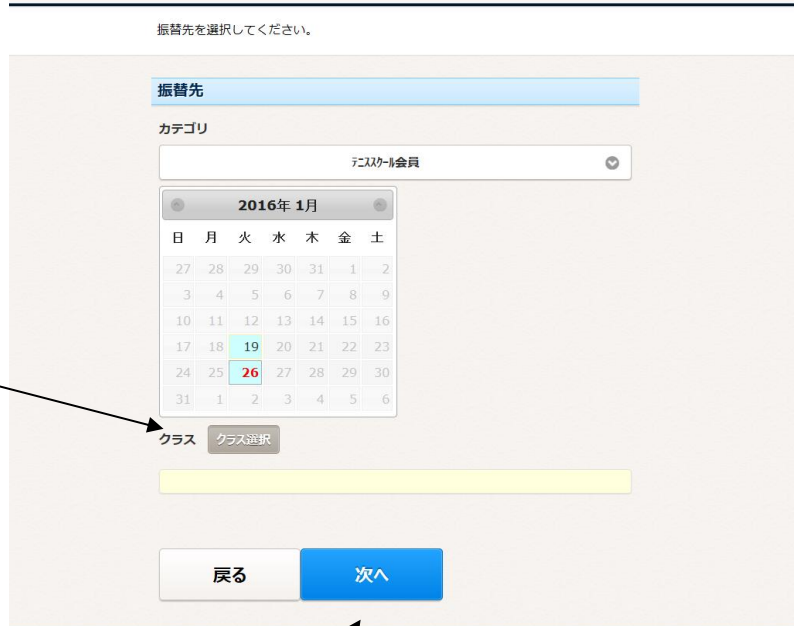 振替先を選択してください。
振替先
カテゴリ
ﾃﾆｽｽｸｰﾙ会員
2016年 1月
日 月 火 水 木 金 土
27 28 29 30 31 1 2
3 4 5 6 7 8 9
10 11 12 13 14 15 16
17 18 19 20 21 22 23
24 25 26 27 28 29 30
31 1 2 3 4 5 6
クラス クラス選択
戻る 次へ